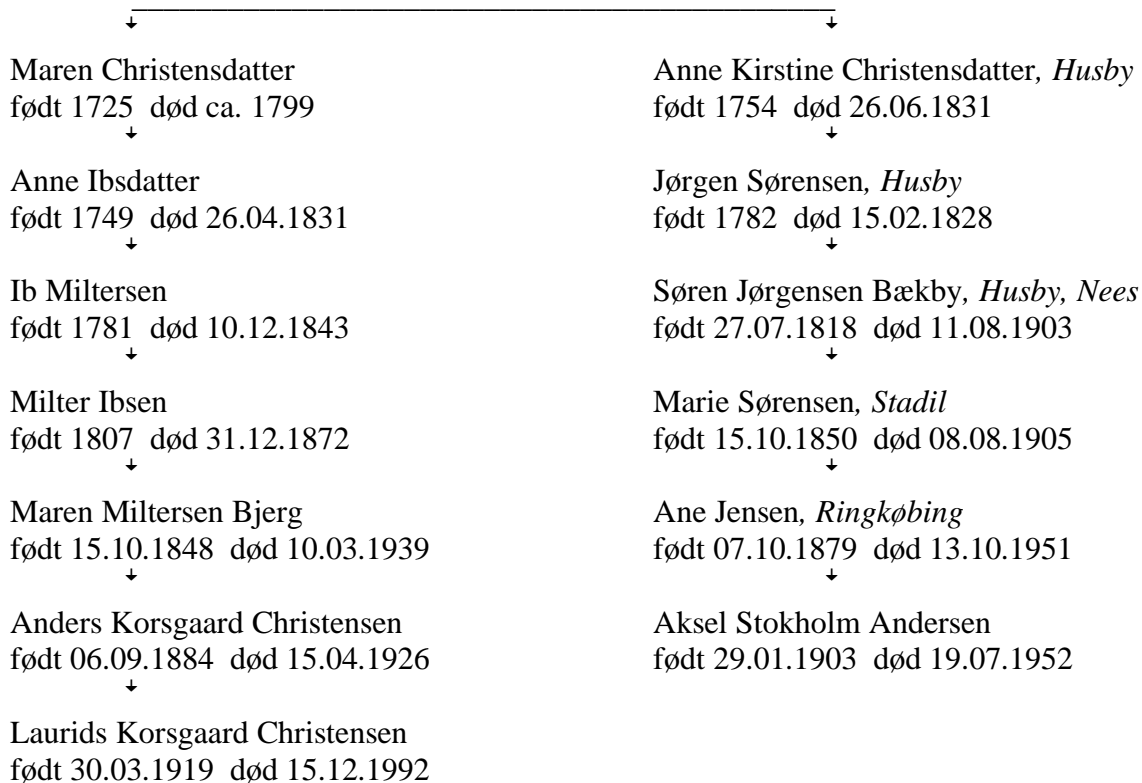 Maren Christensdatter
født 1725 død ca. 1799
Anne Ibsdatter
født 1749 død 26.04.1831
Ib Miltersen
født 1781 død 10.12.1843
Milter Ibsen
født 1807 død 31.12.1872
Maren Miltersen Bjerg
født 15.10.1848 død 10.03.1939
Anders Korsgaard Christensen
født 06.09.1884 død 15.04.1926
Laurids Korsgaard Christensen
født 30.03.1919 død 15.12.1992
Anne Kirstine Christensdatter, Husby
født 1754 død 26.06.1831
Jørgen Sørensen, Husby
født 1782 død 15.02.1828
Søren Jørgensen Bækby, Husby, Nees
født 27.07.1818 død 11.08.1903
Marie Sørensen, Stadil
født 15.10.1850 død 08.08.1905
Ane Jensen, Ringkøbing
født 07.10.1879 død 13.10.1951
Aksel Stokholm Andersen
født 29.01.1903 død 19.07.1952